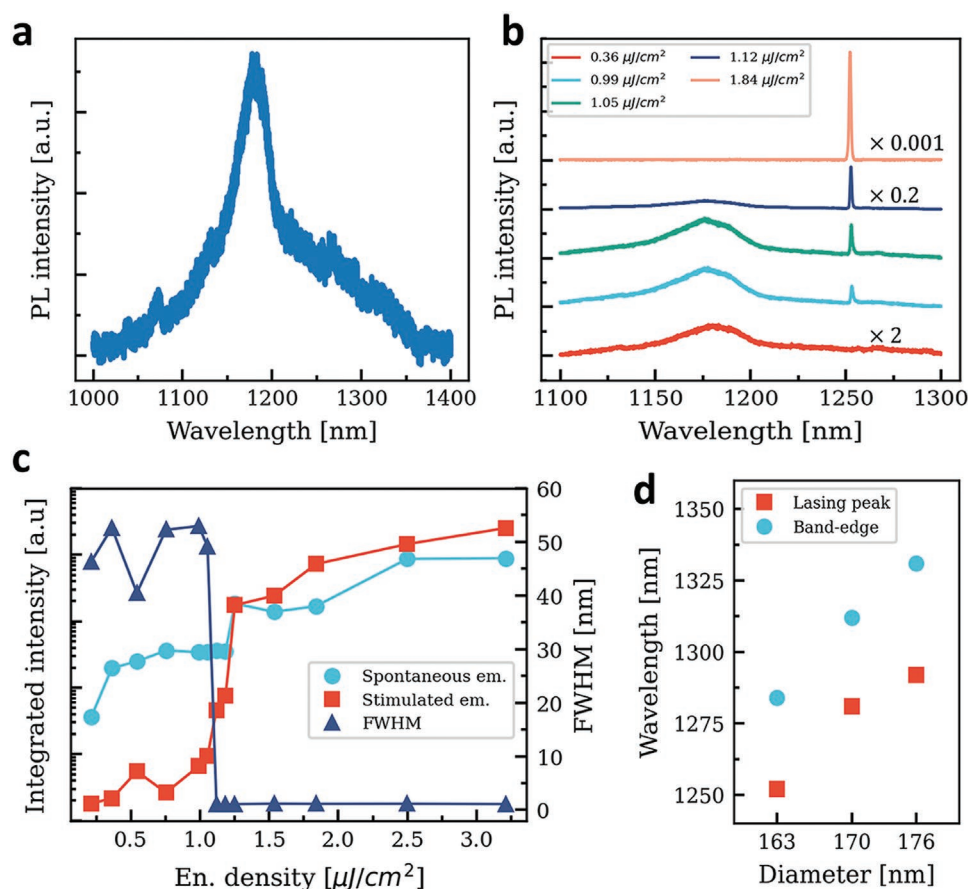 a
PL intensity [a.u.]
1000 1100 1200 1300 1400
Wavelength [nm]
b
0.36 μJ/cm²
0.99 μJ/cm²
1.05 μJ/cm²
1.12 μJ/cm²
1.84 μJ/cm²
× 0.001
× 0.2
× 2
PL intensity [a.u.]
1100 1150 1200 1250 1300
Wavelength [nm]
c
Integrated intensity [a.u]
60
50
40
30
20
10
0
FWHM [nm]
Spontaneous em.
Stimulated em.
FWHM
0.5 1.0 1.5 2.0 2.5 3.0
En. density [μJ/cm²]
d
Lasing peak
Band-edge
Wavelength [nm]
1350
1325
1300
1275
1250
163 170 176
Diameter [nm]